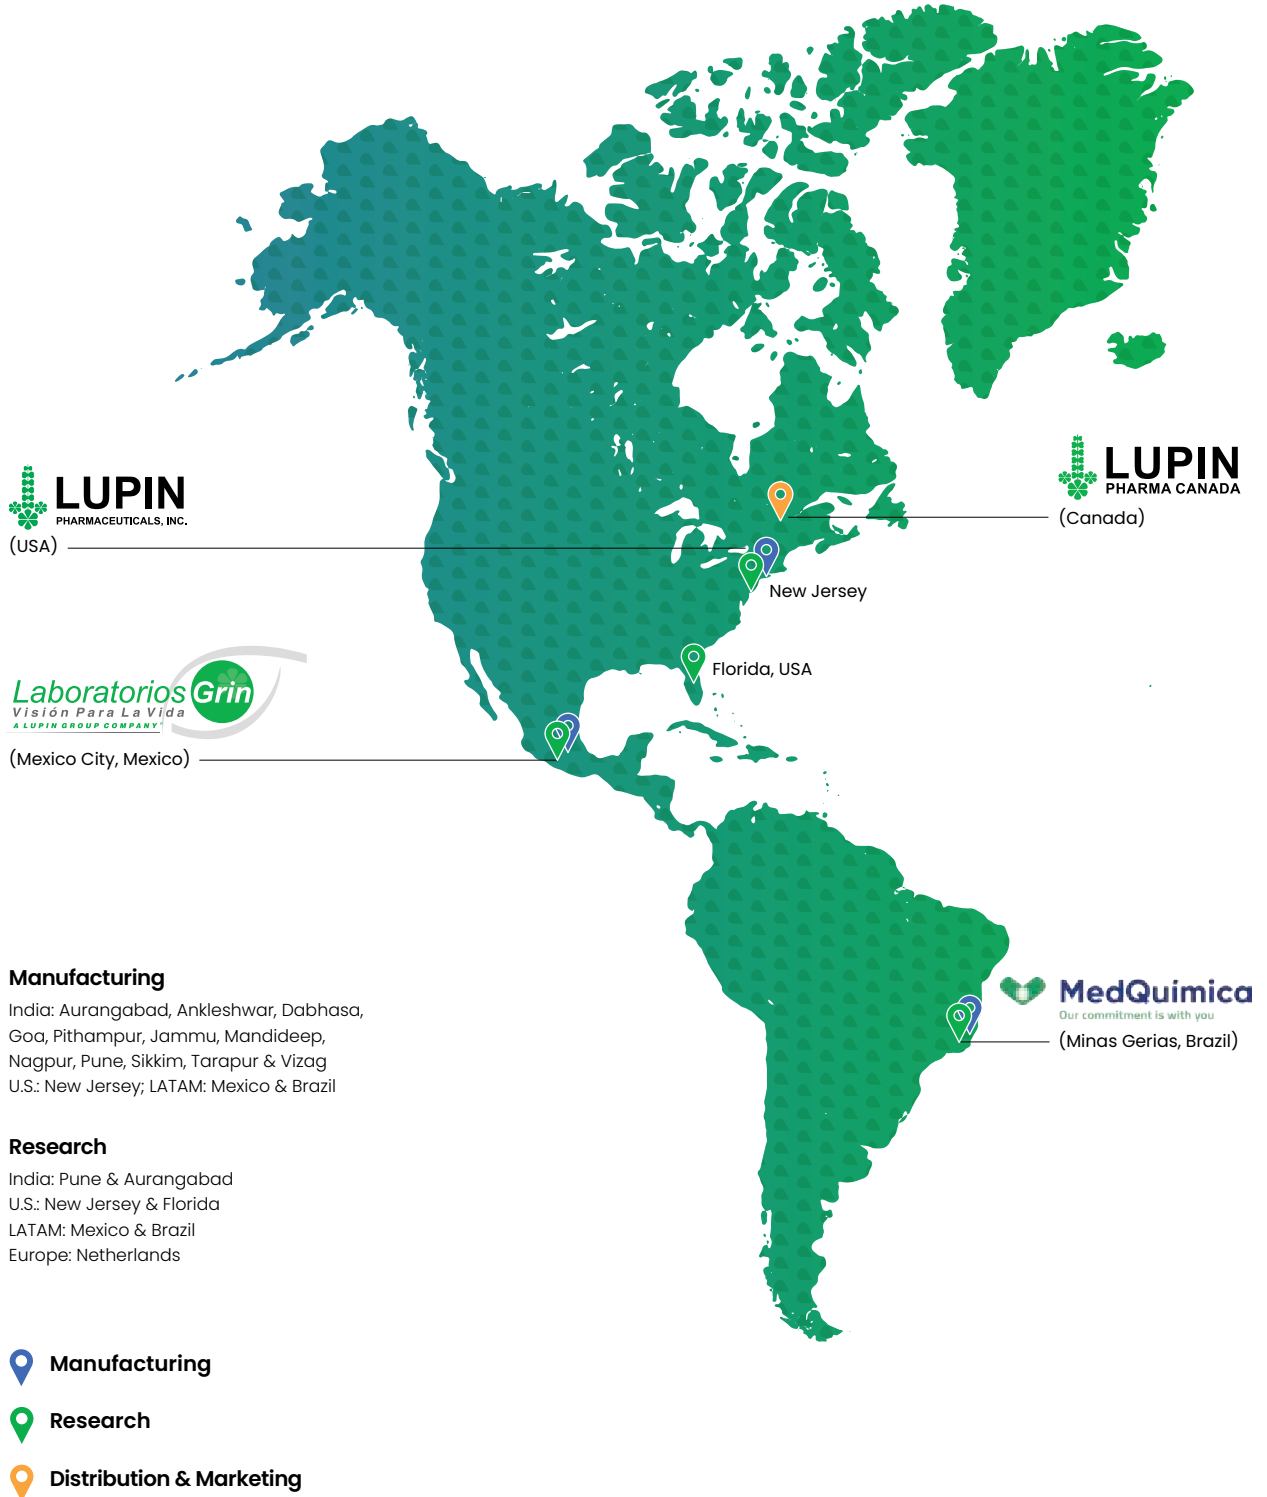 LUPIN
PHARMA CANADA
(Canada)
LUPIN
PHARMACEUTICALS, INC.
(USA)
New Jersey
Florida, USA
Laboratorios Grin
Visión Para La Vida
A LUPIN GROUP COMPANY
(Mexico City, Mexico)
MedQuímica
Our commitment is with you
(Minas Gerias, Brazil)
Manufacturing
India: Aurangabad, Ankleshwar, Dabhasa,
Goa, Pithampur, Jammu, Mandideep,
Nagpur, Pune, Sikkim, Tarapur & Vizag
U.S.: New Jersey; LATAM: Mexico & Brazil
Research
India: Pune & Aurangabad
U.S.: New Jersey & Florida
LATAM: Mexico & Brazil
Europe: Netherlands
Manufacturing
Research
Distribution & Marketing